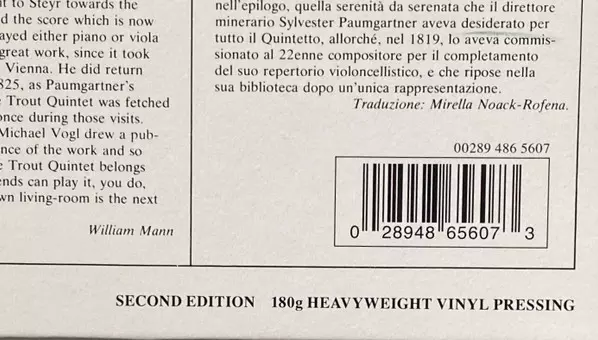 it to Steyr towards the
d the score which is now
ayed either piano or viola
great work, since it took
Vienna. He did return
825, as Paumgartner's
Trout Quintet was fetched
once during those visits.
Michael Vogl drew a pub-
nce of the work and so
e Trout Quintet belongs
ends can play it, you do,
wn living-room is the next
William Mann
nell'epilogo, quella serenità da serenata che il direttore
minerario Sylvester Paumgartner aveva desiderato per
tutto il Quintetto, allorché, nel 1819, lo aveva commis-
sionato al 22enne compositore per il completamento
del suo repertorio violoncellistico, e che ripose nella
sua biblioteca dopo un'unica rappresentazione.
Traduzione: Mirella Noack-Rofena.
00289 486 5607
0 28948 65607 3
SECOND EDITION 180g HEAVYWEIGHT VINYL PRESSING